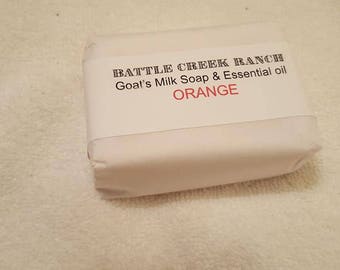 BATTLE CREEK RANCH
Goat's Milk Soap & Essential oil
ORANGE